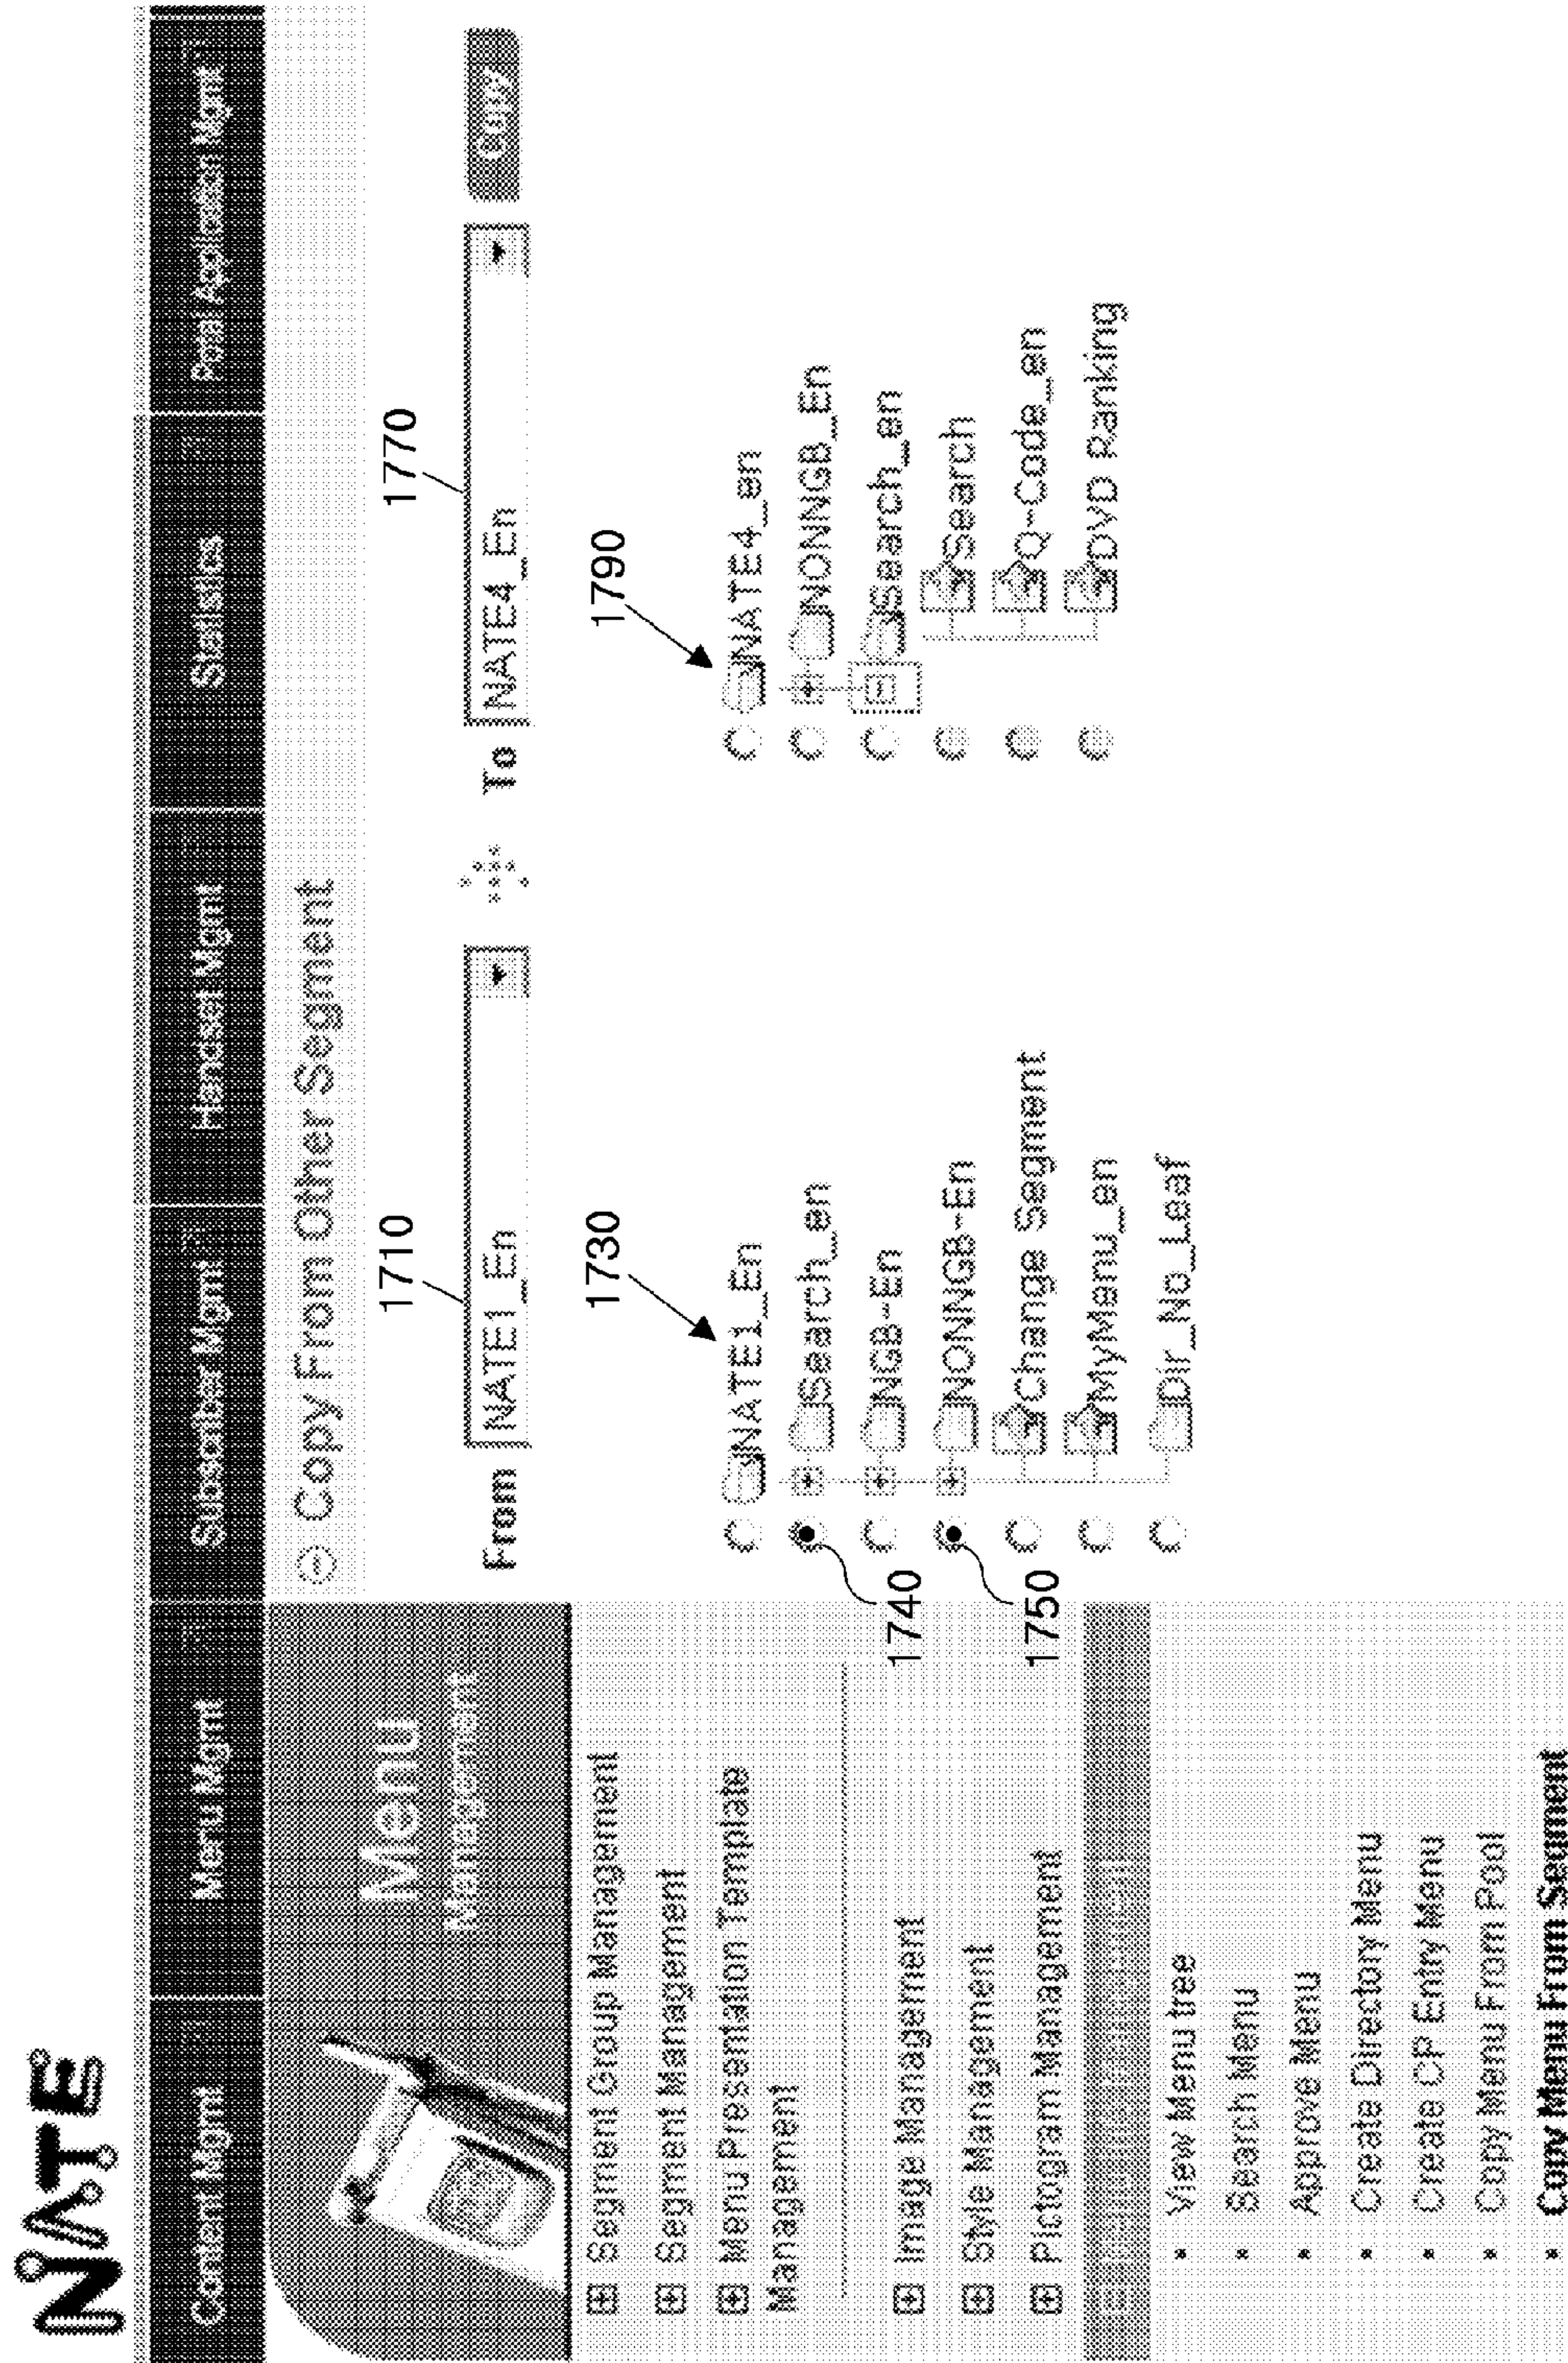 NATE
Content Mgmt
Menu Mgmt
Subscriber Mgmt
Handset Mgmt
Statistics
Portal Application Mgmt
Menu
Management
Segment Group Management
Segment Management
Menu Presentation Template
Management
Image Management
Style Management
Pictogram Management
View Menu tree
Search Menu
Approve Menu
Create Directory Menu
Create CP Entry Menu
Copy Menu From Pool
Copy Menu From Segment
Copy From Other Segment
1710
1770
From NATE1_En To NATE4_En Copy
1730
NATE1_En
Search_en
NGB-En
NONNGB-En
Change Segment
MyMenu_en
Dir_No_Leaf
1740
1750
1790
NATE4_en
NONNGB_En
Search_en
Search
Q-Code_en
DVD Ranking